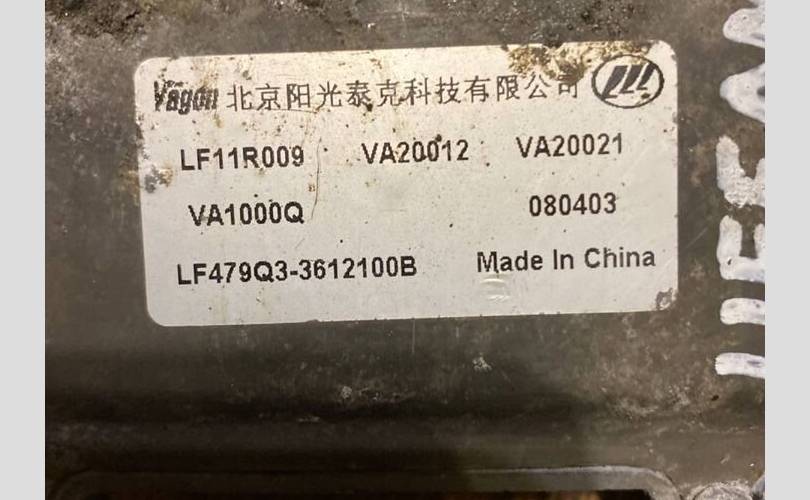 Vagon 北京阳光泰克科技有限公司
LF11R009 VA20012 VA20021
VA1000Q 080403
LF479Q3-3612100B Made In China